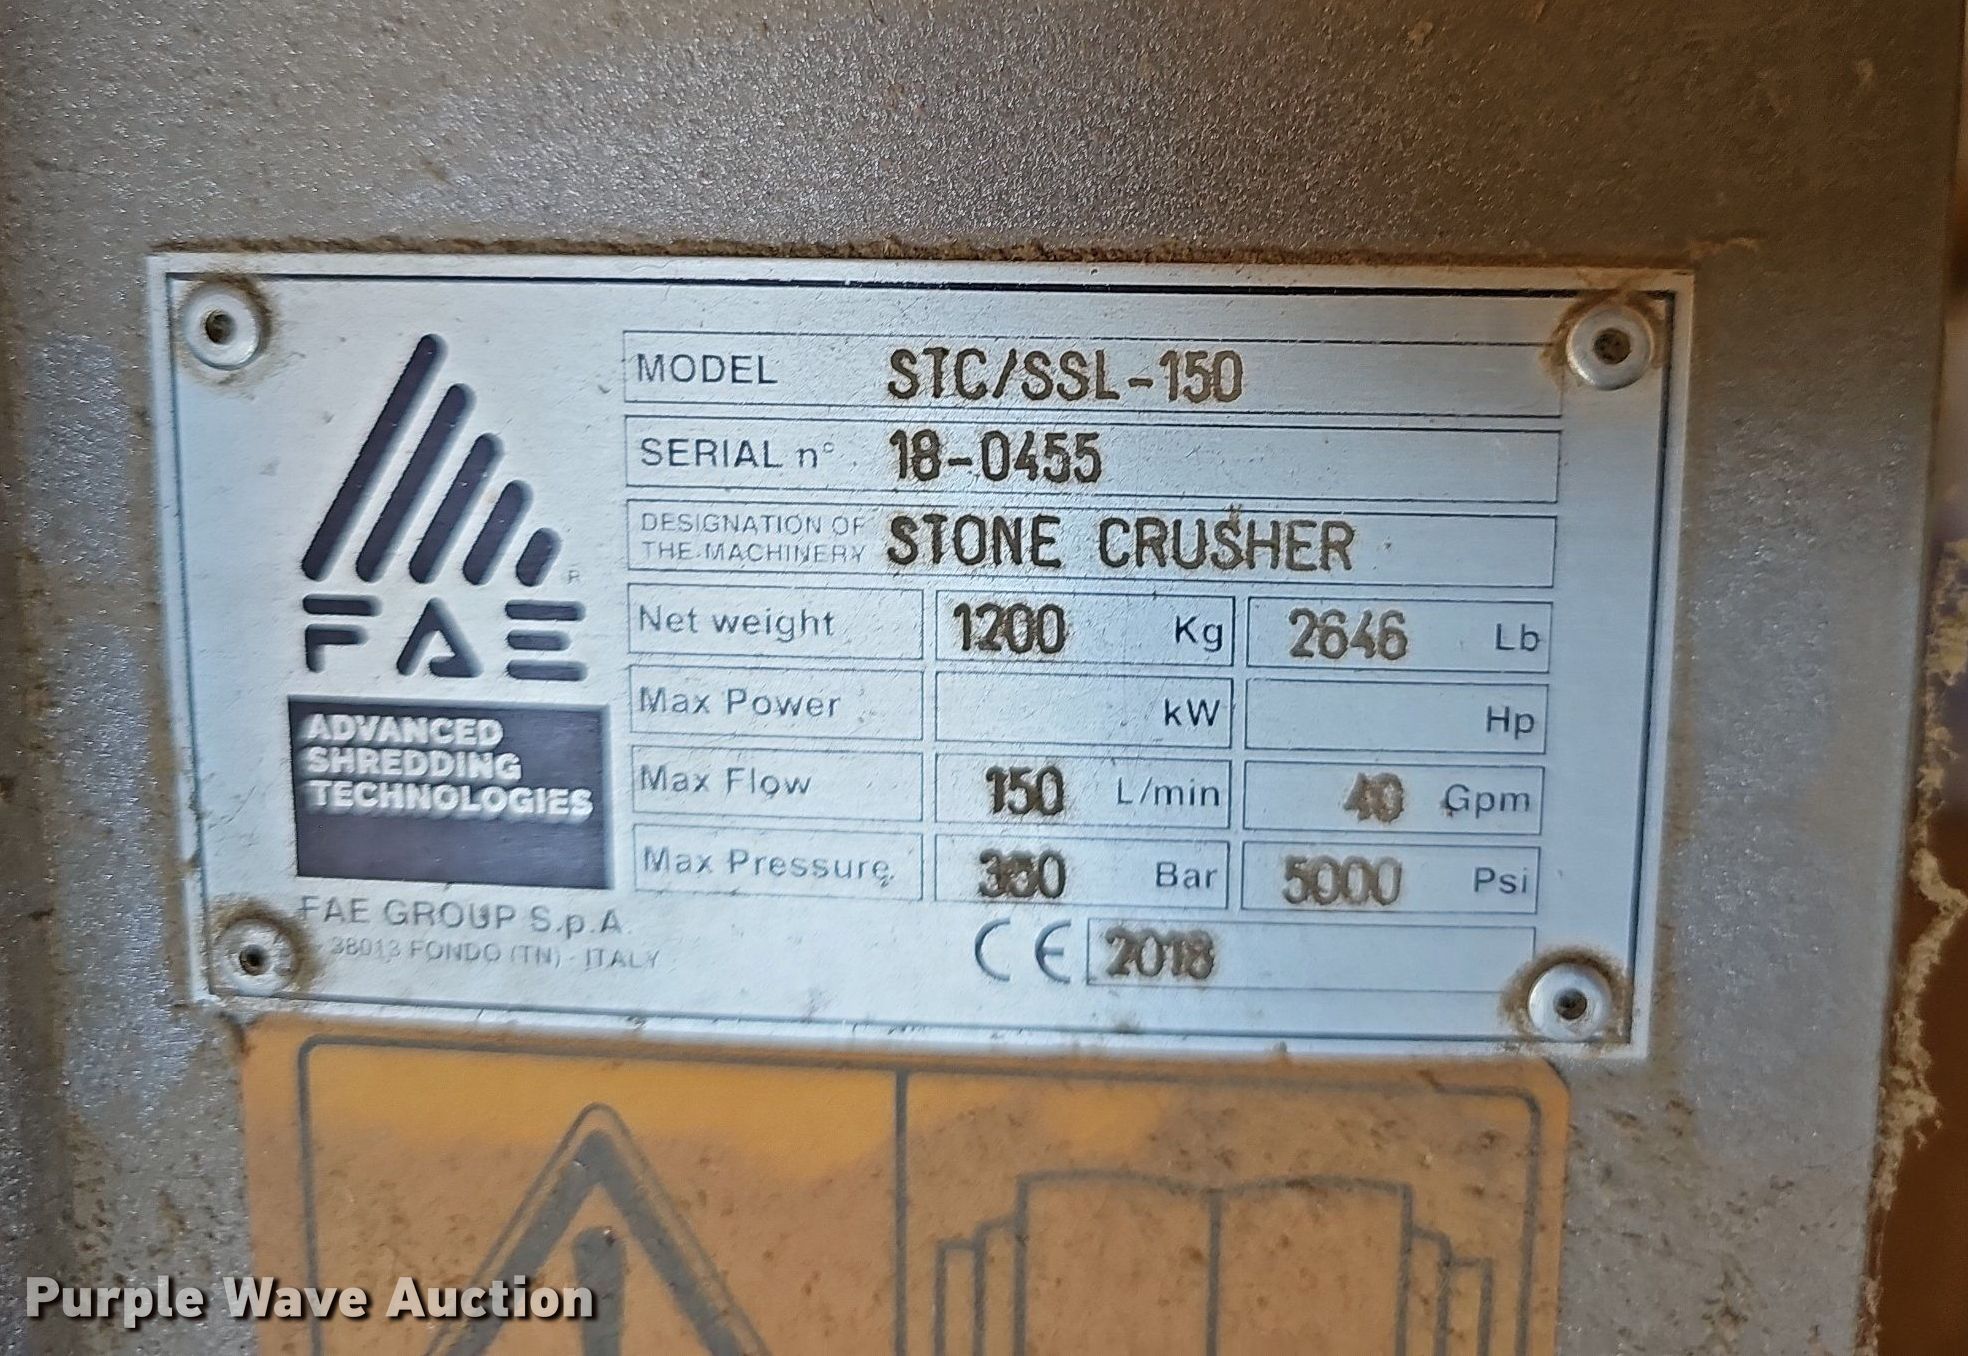 MODEL STC/SSL-150
SERIAL n° 18-0455
DESIGNATION OF
THE MACHINERY STONE CRUSHER
Net weight 1200 Kg 2646 Lb
Max Power kW Hp
Max Flow 150 L/min 40 Gpm
Max Pressure Bar 5000 Psi
CE 2018
FAE
ADVANCED
SHREDDING
TECHNOLOGIES
FAE GROUP S.p.A.
38013 FONDO (TN) - ITALY
Purple Wave Auction